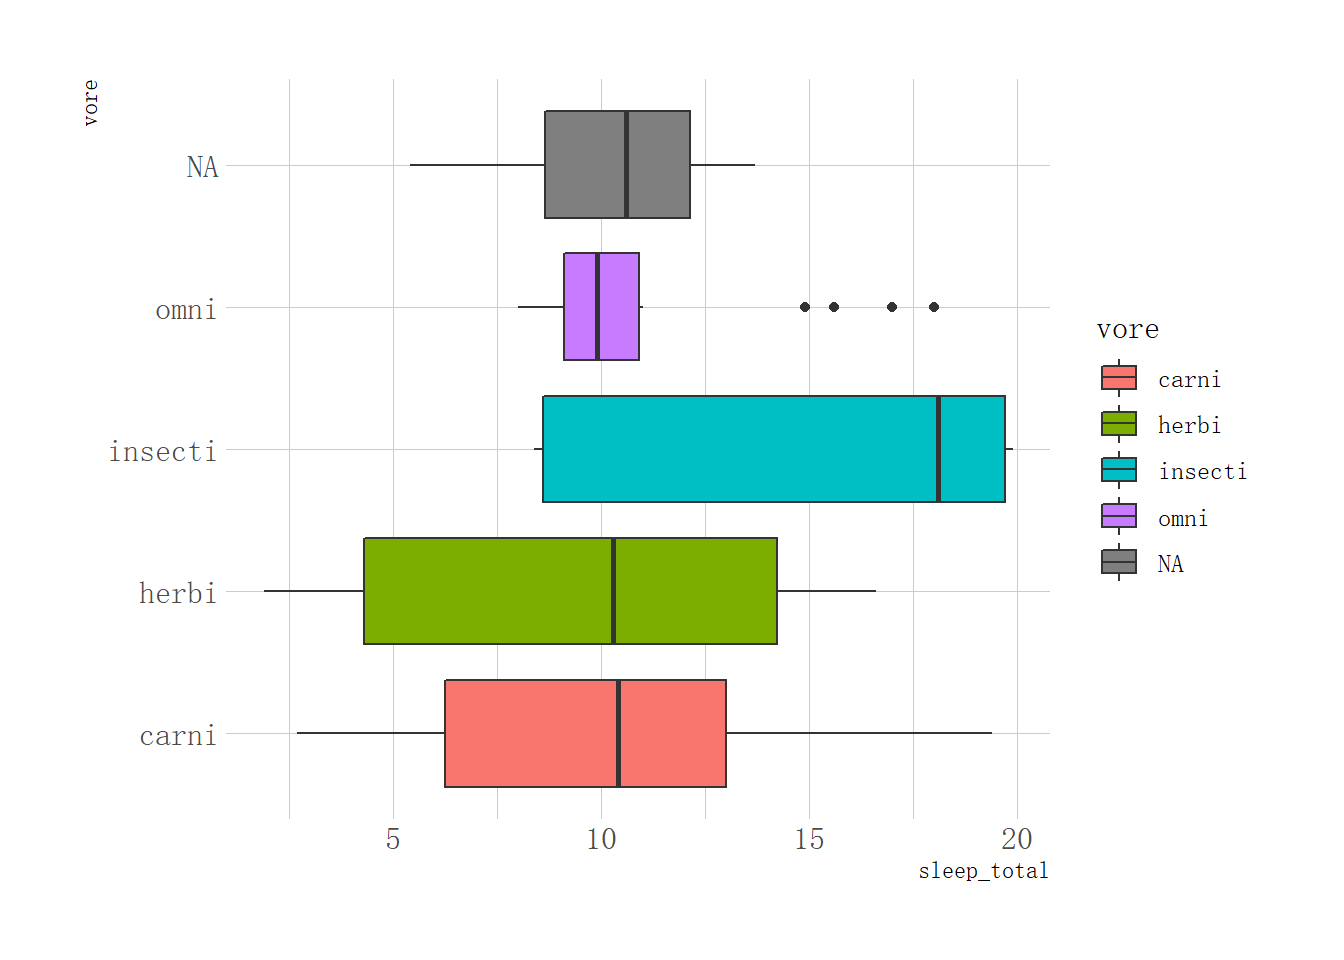 vore
NA
omni
insecti
herbi
carni
5 10 15 20
sleep_total
vore
carni
herbi
insecti
omni
NA